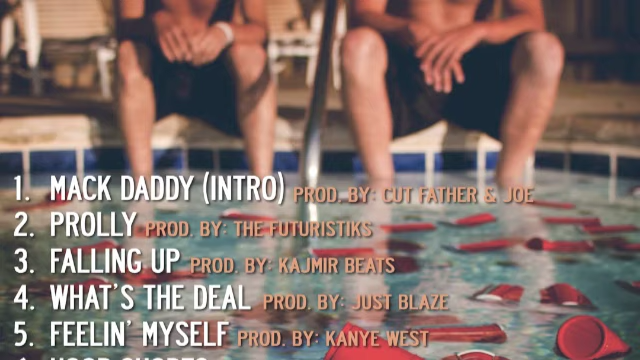 1. MACK DADDY (INTRO) PROD. BY: CUT FATHER & JOE
2. PROLLY PROD. BY: THE FUTURISTIKS
3. FALLING UP PROD. BY: KAJMIR BEATS
4. WHAT'S THE DEAL PROD. BY: JUST BLAZE
5. FEELIN' MYSELF PROD. BY: KANYE WEST